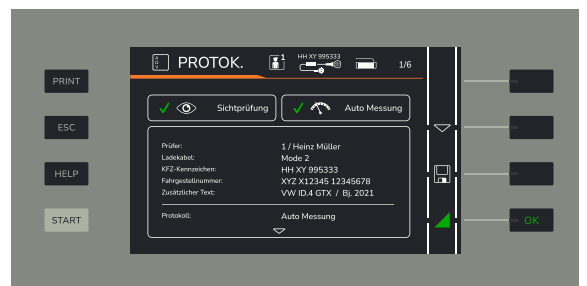 A
O
V
PROTOK.
1
HH XY 995333
1/6
PRINT
ESC
HELP
START
Sichtprüfung
Auto Messung
Prüfer: 1 / Heinz Müller
Ladekabel: Mode 2
KFZ-Kennzeichen: HH XY 995333
Fahrgestellnummer: XYZ X12345 12345678
Zusätzlicher Text: VW ID.4 GTX / Bj. 2021
Protokoll: Auto Messung
OK